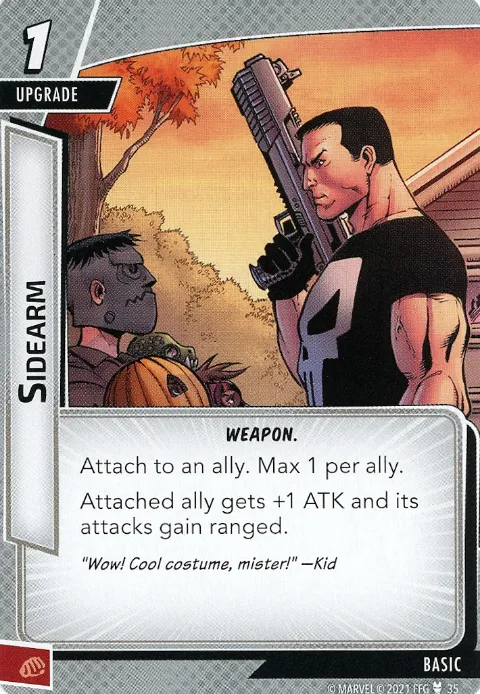 1
UPGRADE
SIDEARM
WEAPON.
Attach to an ally. Max 1 per ally.
Attached ally gets +1 ATK and its
attacks gain ranged.
"Wow! Cool costume, mister!" —Kid
BASIC
© MARVEL © 2021 FFG 35